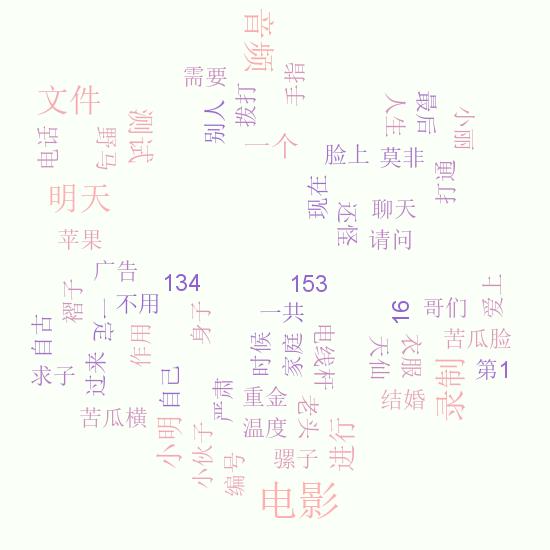 音频
需要
手指
文件
拨打
别人
人生
最后
小丽
测试
电话
野马
一个
脸上
莫非
打通
现在
明天
还怪
聊天
苹果
请问
广告
134
153
爱上
褶子
一
不用
身子
一共
16
哥们
自古
定
作用
时候
家庭
电线杆
天仙
衣服
苦瓜脸
求子
过来
自己
严肃
重金
老头
结婚
录制
第1
苦瓜横
小明
小伙子
温度
进行
编号
骡子
电影